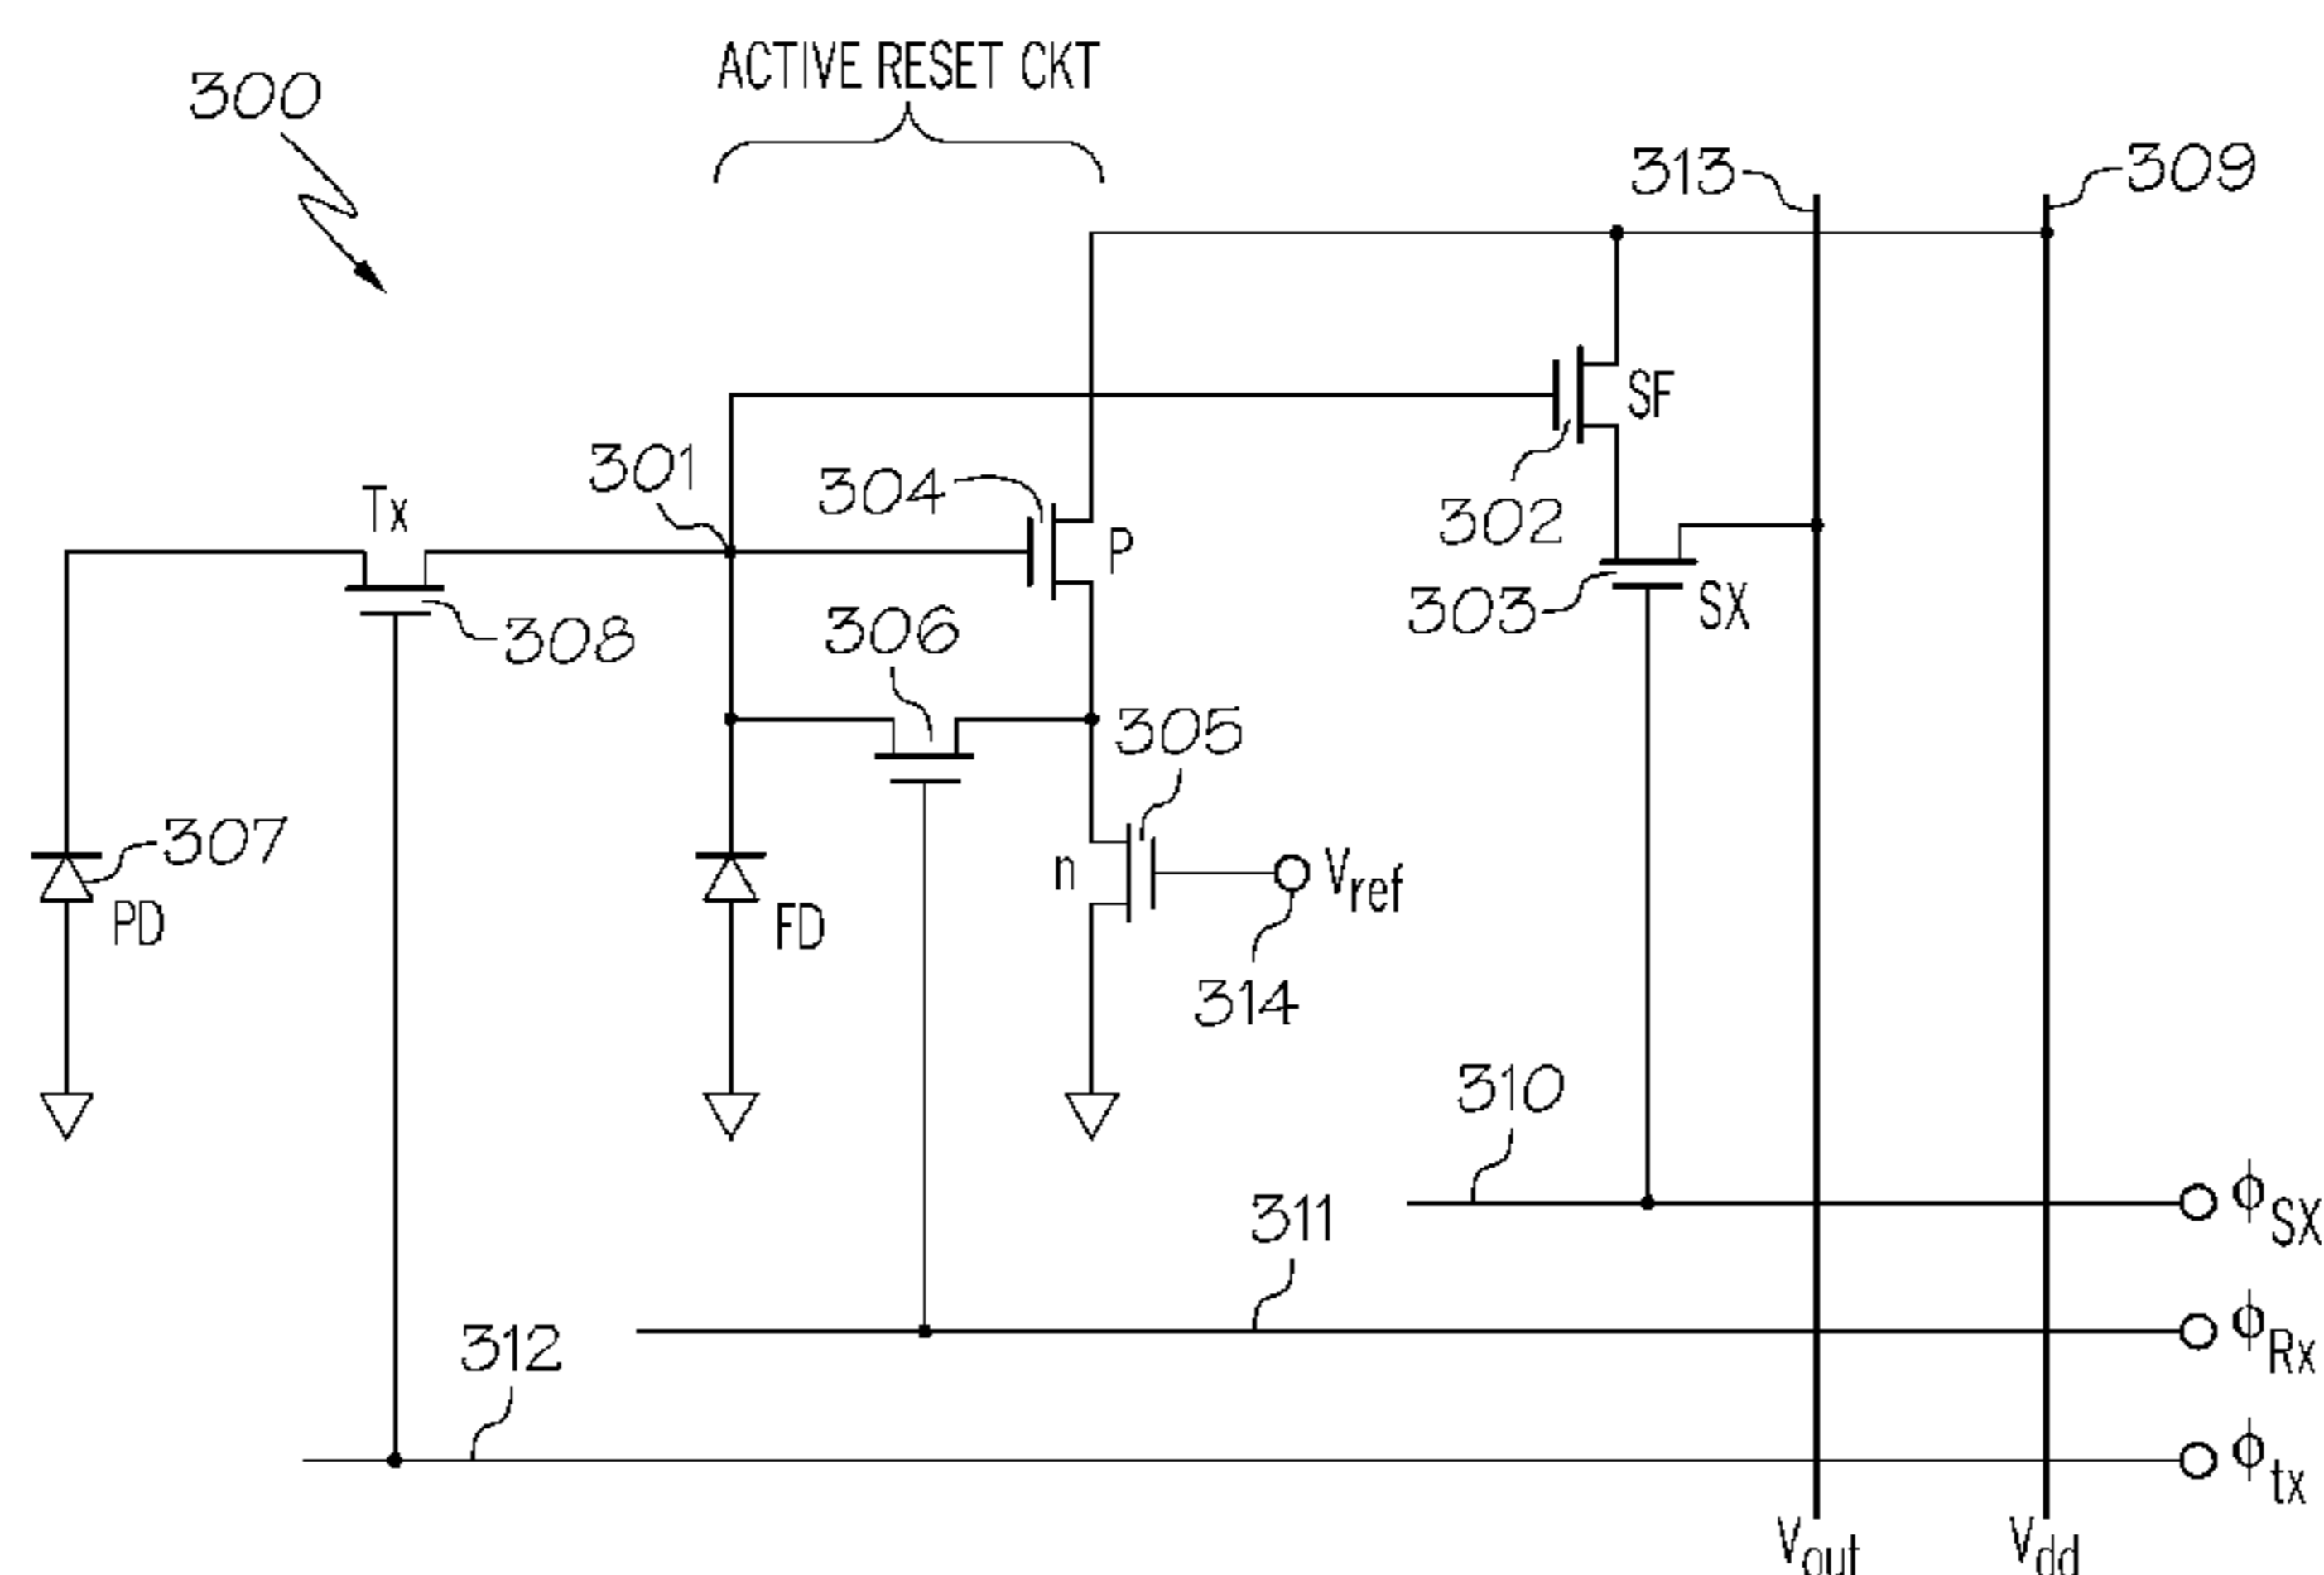 ACTIVE RESET CKT
300
313
309
SF
301
304
Tx
P
302
308
306
303
SX
305
307
n
Vref
PD
FD
314
310
ϕSX
311
ϕRx
312
ϕtx
Vout
Vdd